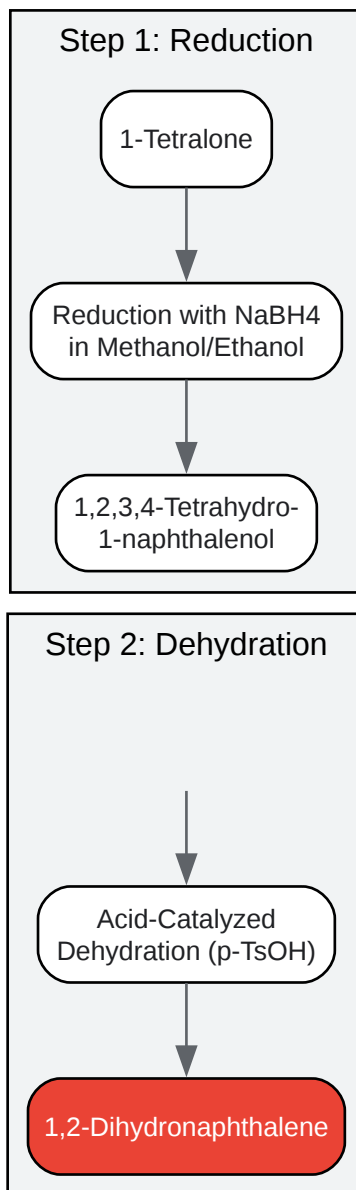 Step 1: Reduction
1-Tetralone
Reduction with NaBH4
in Methanol/Ethanol
1,2,3,4-Tetrahydro-
1-naphthalenol
Step 2: Dehydration
Acid-Catalyzed
Dehydration (p-TsOH)
1,2-Dihydronaphthalene